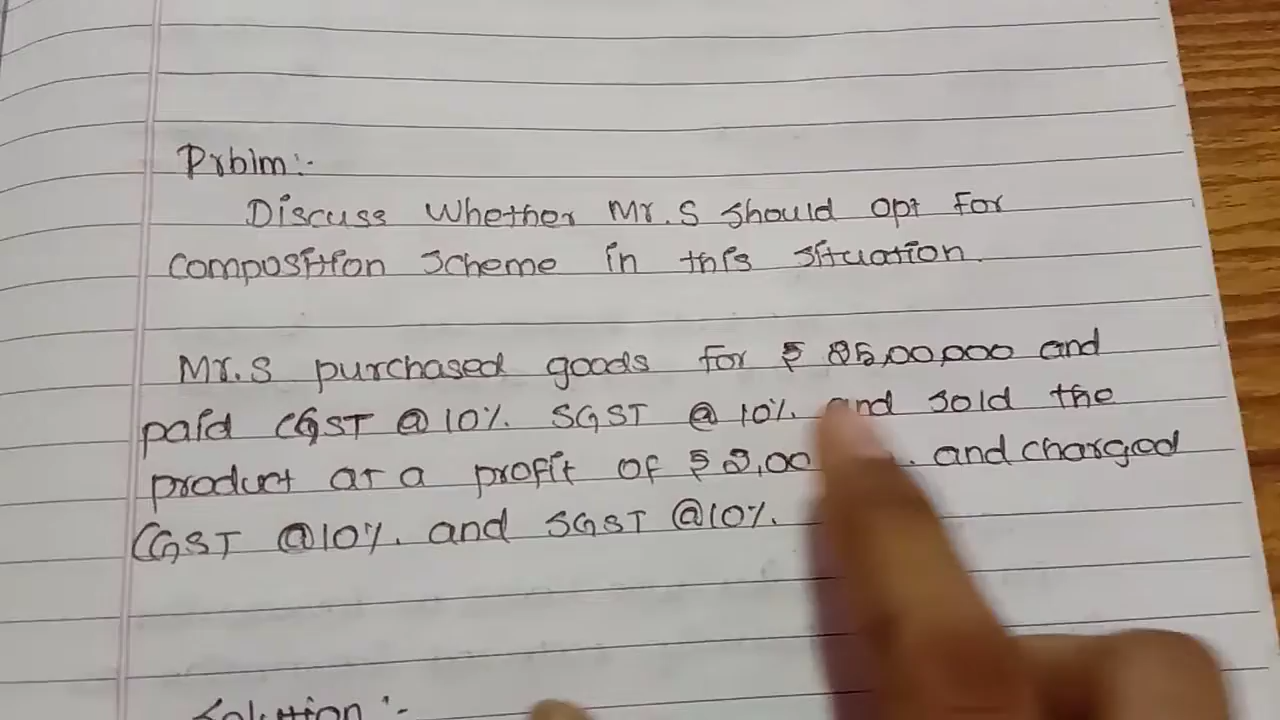 Prblm:-
Discuss Whether Mr.S should opt for
composition scheme in this situation.
Mr.S purchased goods for ₹ 85,00,000 and
paid CGST @ 10%. SGST @ 10%. and sold the
product at a profit of and charged
CGST @10%. and SGST @10%.
Solution :-